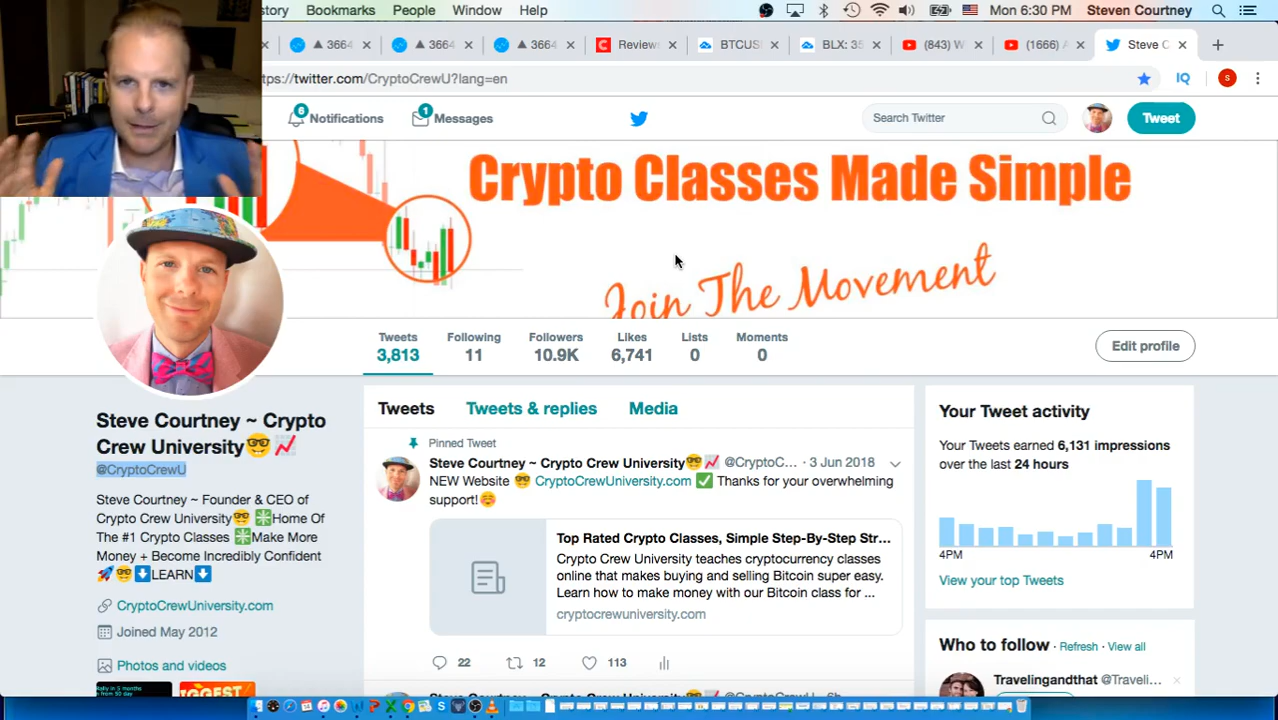 story Bookmarks People Window Help Mon 6:30 PM Steven Courtney
3664 3664 3664 Reviews BTCUS BLX: 35 (843) W (1666) A Steve C
ttps://twitter.com/CryptoCrewU?lang=en IQ S
6 Notifications 1 Messages Search Twitter Tweet
Crypto Classes Made Simple
Join The Movement
Tweets Following Followers Likes Lists Moments
3,813 11 10.9K 6,741 0 0 Edit profile
Steve Courtney ~ Crypto
Crew University🤓📈
@CryptoCrewU
Steve Courtney ~ Founder & CEO of
Crypto Crew University🤓 ❇️Home Of
The #1 Crypto Classes ❇️Make More
Money + Become Incredibly Confident
🚀🤓⬇️LEARN⬇️
CryptoCrewUniversity.com
Joined May 2012
Photos and videos
Tweets Tweets & replies Media
Pinned Tweet
Steve Courtney ~ Crypto Crew University🤓📈 @CryptoC... · 3 Jun 2018
NEW Website 🤓 CryptoCrewUniversity.com ✅ Thanks for your overwhelming
support!☺️
Top Rated Crypto Classes, Simple Step-By-Step Str...
Crypto Crew University teaches cryptocurrency classes
online that makes buying and selling Bitcoin super easy.
Learn how to make money with our Bitcoin class for ...
cryptocrewuniversity.com
22 12 113
Your Tweet activity
Your Tweets earned 6,131 impressions
over the last 24 hours
4PM 4PM
View your top Tweets
Who to follow · Refresh · View all
Travelingandthat @Traveli...